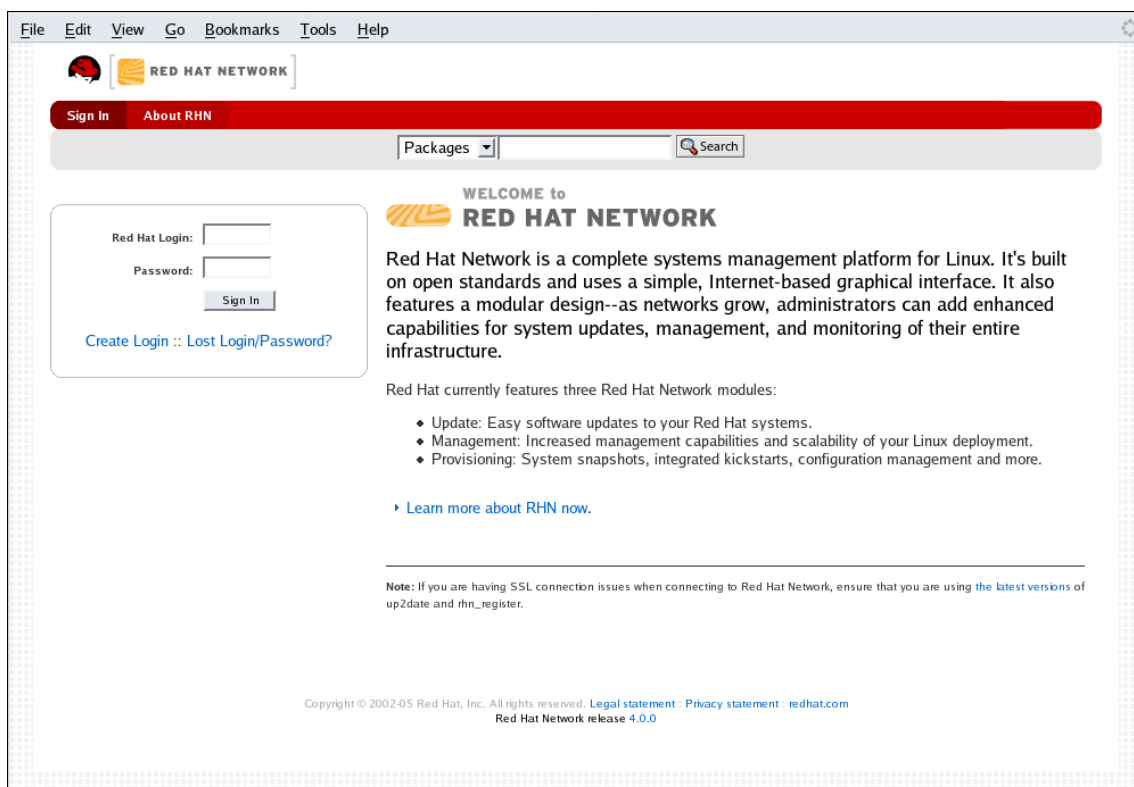 File Edit View Go Bookmarks Tools Help
RED HAT NETWORK
Sign In About RHN
Packages Search
Red Hat Login:
Password:
Sign In
Create Login :: Lost Login/Password?
WELCOME to
RED HAT NETWORK
Red Hat Network is a complete systems management platform for Linux. It's built
on open standards and uses a simple, Internet-based graphical interface. It also
features a modular design--as networks grow, administrators can add enhanced
capabilities for system updates, management, and monitoring of their entire
infrastructure.
Red Hat currently features three Red Hat Network modules:
Update: Easy software updates to your Red Hat systems.
Management: Increased management capabilities and scalability of your Linux deployment.
Provisioning: System snapshots, integrated kickstarts, configuration management and more.
Learn more about RHN now.
Note: If you are having SSL connection issues when connecting to Red Hat Network, ensure that you are using the latest versions of
up2date and rhn_register.
Copyright © 2002-05 Red Hat, Inc. All rights reserved. Legal statement : Privacy statement : redhat.com
Red Hat Network release 4.0.0